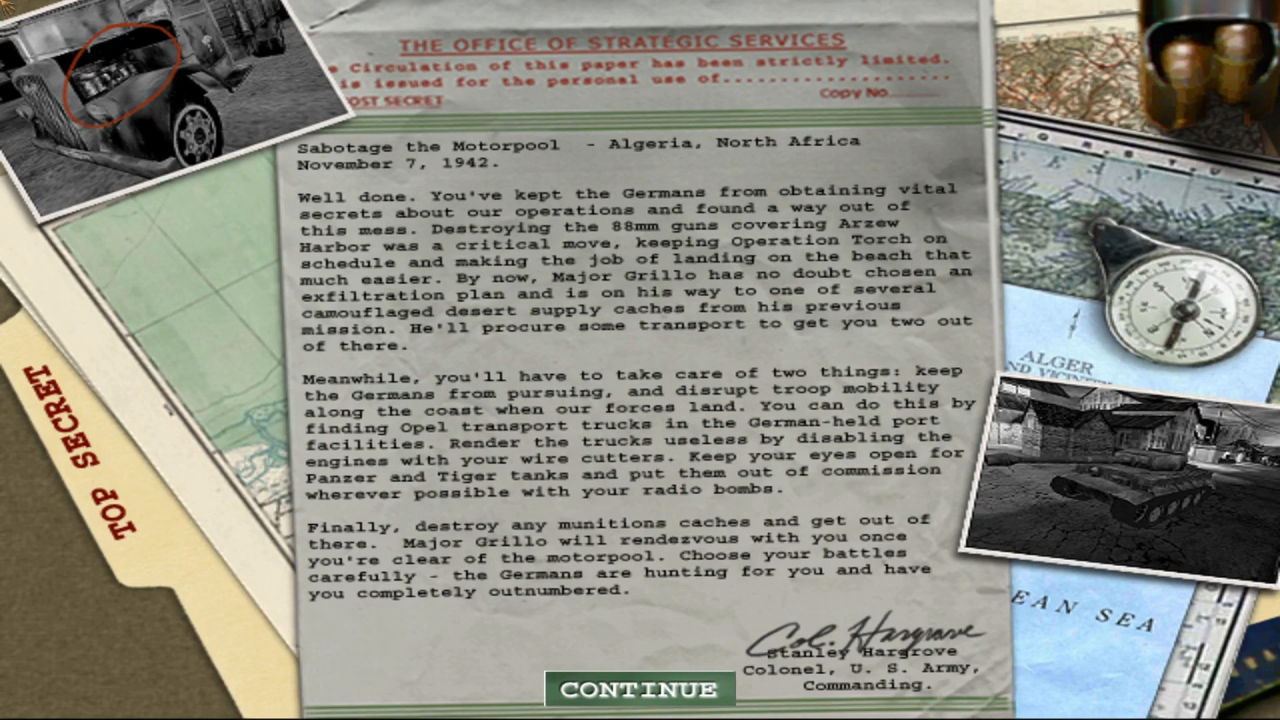 THE OFFICE OF STRATEGIC SERVICES
e Circulation of this paper has been strictly limited.
is issued for the personal use of....................
OST SECRET
Copy No
Sabotage the Motorpool - Algeria, North Africa
November 7, 1942.
Well done. You've kept the Germans from obtaining vital
secrets about our operations and found a way out of
this mess. Destroying the 88mm guns covering Arzew
Harbor was a critical move, keeping Operation Torch on
schedule and making the job of landing on the beach that
much easier. By now, Major Grillo has no doubt chosen an
exfiltration plan and is on his way to one of several
camouflaged desert supply caches from his previous
mission. He'll procure some transport to get you two out
of there.
Meanwhile, you'll have to take care of two things: keep
the Germans from pursuing, and disrupt troop mobility
along the coast when our forces land. You can do this by
finding Opel transport trucks in the German-held port
facilities. Render the trucks useless by disabling the
engines with your wire cutters. Keep your eyes open for
Panzer and Tiger tanks and put them out of commission
wherever possible with your radio bombs.
Finally, destroy any munitions caches and get out of
there. Major Grillo will rendezvous with you once
you're clear of the motorpool. Choose your battles
carefully - the Germans are hunting for you and have
you completely outnumbered.
Col. Hargrave
Stanley Hargrove
Colonel, U. S. Army,
Commanding.
CONTINUE
TOP SECRET
ALGER
ND VICINITY
EAN SEA